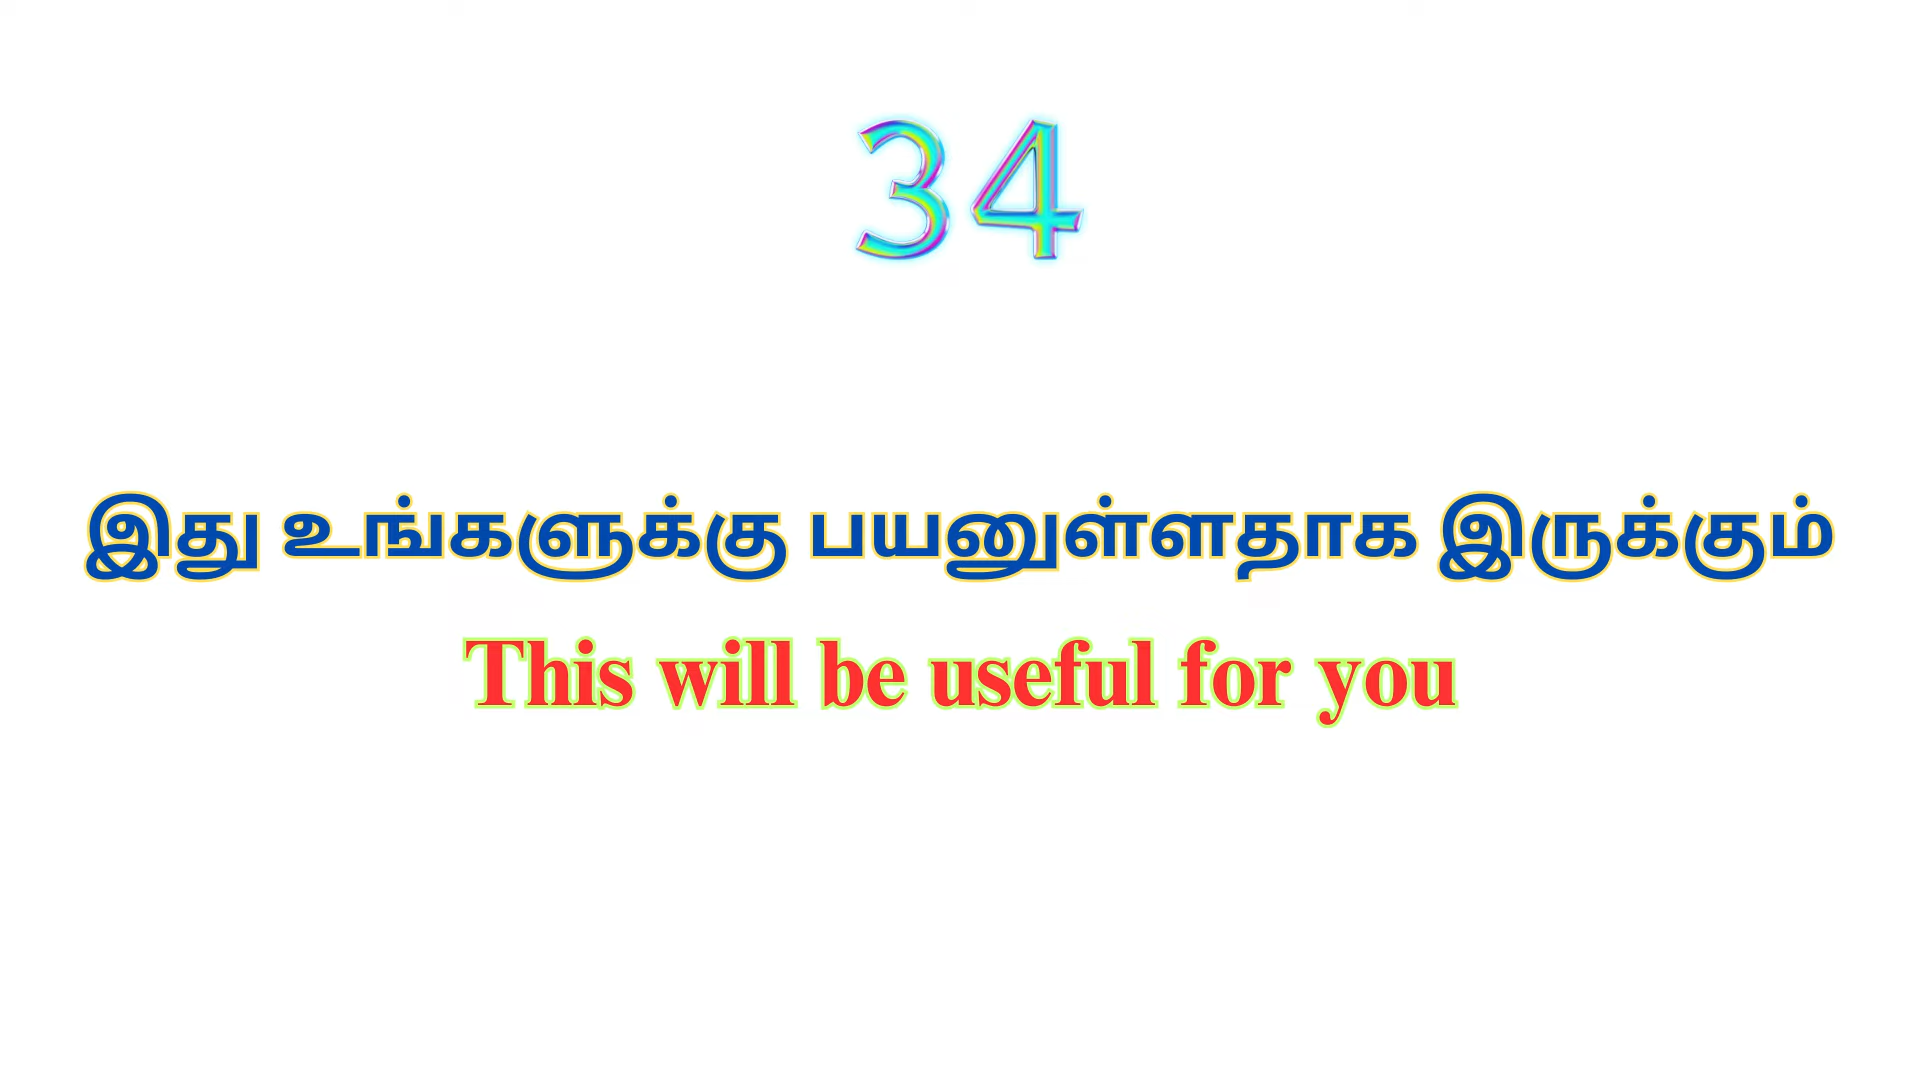 34
இது உங்களுக்கு பயனுள்ளதாக இருக்கும்
This will be useful for you